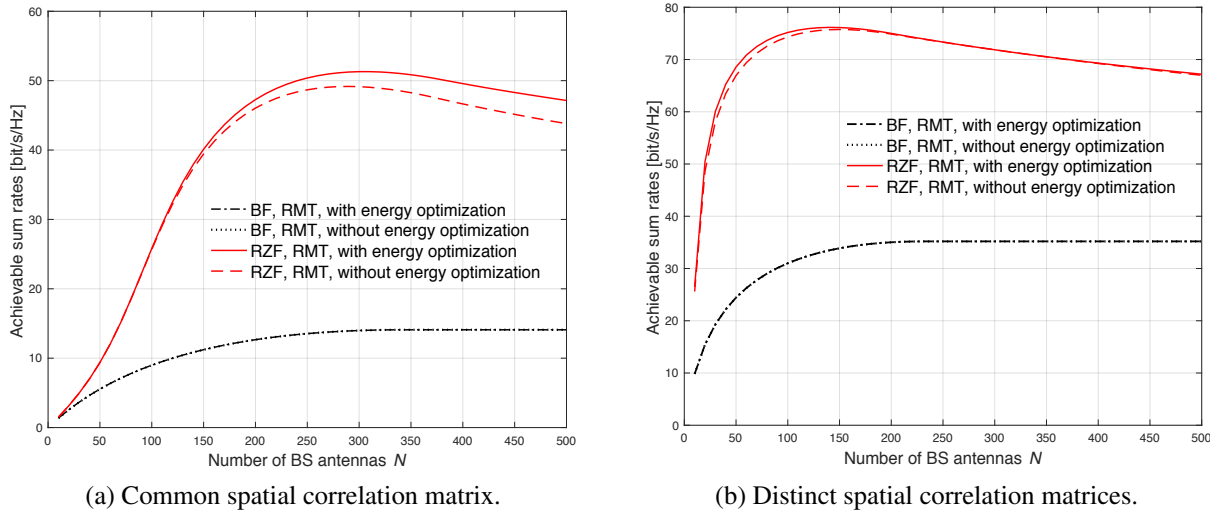 60
50
40
30
20
10
0
Achievable sum rates [bit/s/Hz]
BF, RMT, with energy optimization
BF, RMT, without energy optimization
RZF, RMT, with energy optimization
RZF, RMT, without energy optimization
0 50 100 150 200 250 300 350 400 450 500
Number of BS antennas N
(a) Common spatial correlation matrix.
80
70
60
50
40
30
20
10
0
Achievable sum rates [bit/s/Hz]
BF, RMT, with energy optimization
BF, RMT, without energy optimization
RZF, RMT, with energy optimization
RZF, RMT, without energy optimization
0 50 100 150 200 250 300 350 400 450 500
Number of BS antennas N
(b) Distinct spatial correlation matrices.